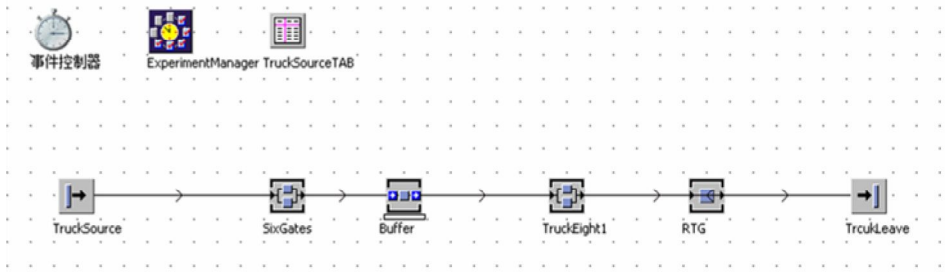 事件控制器 ExperimentManager TruckSourceTAB
TruckSource SixGates Buffer TruckEight1 RTG TrcukLeave